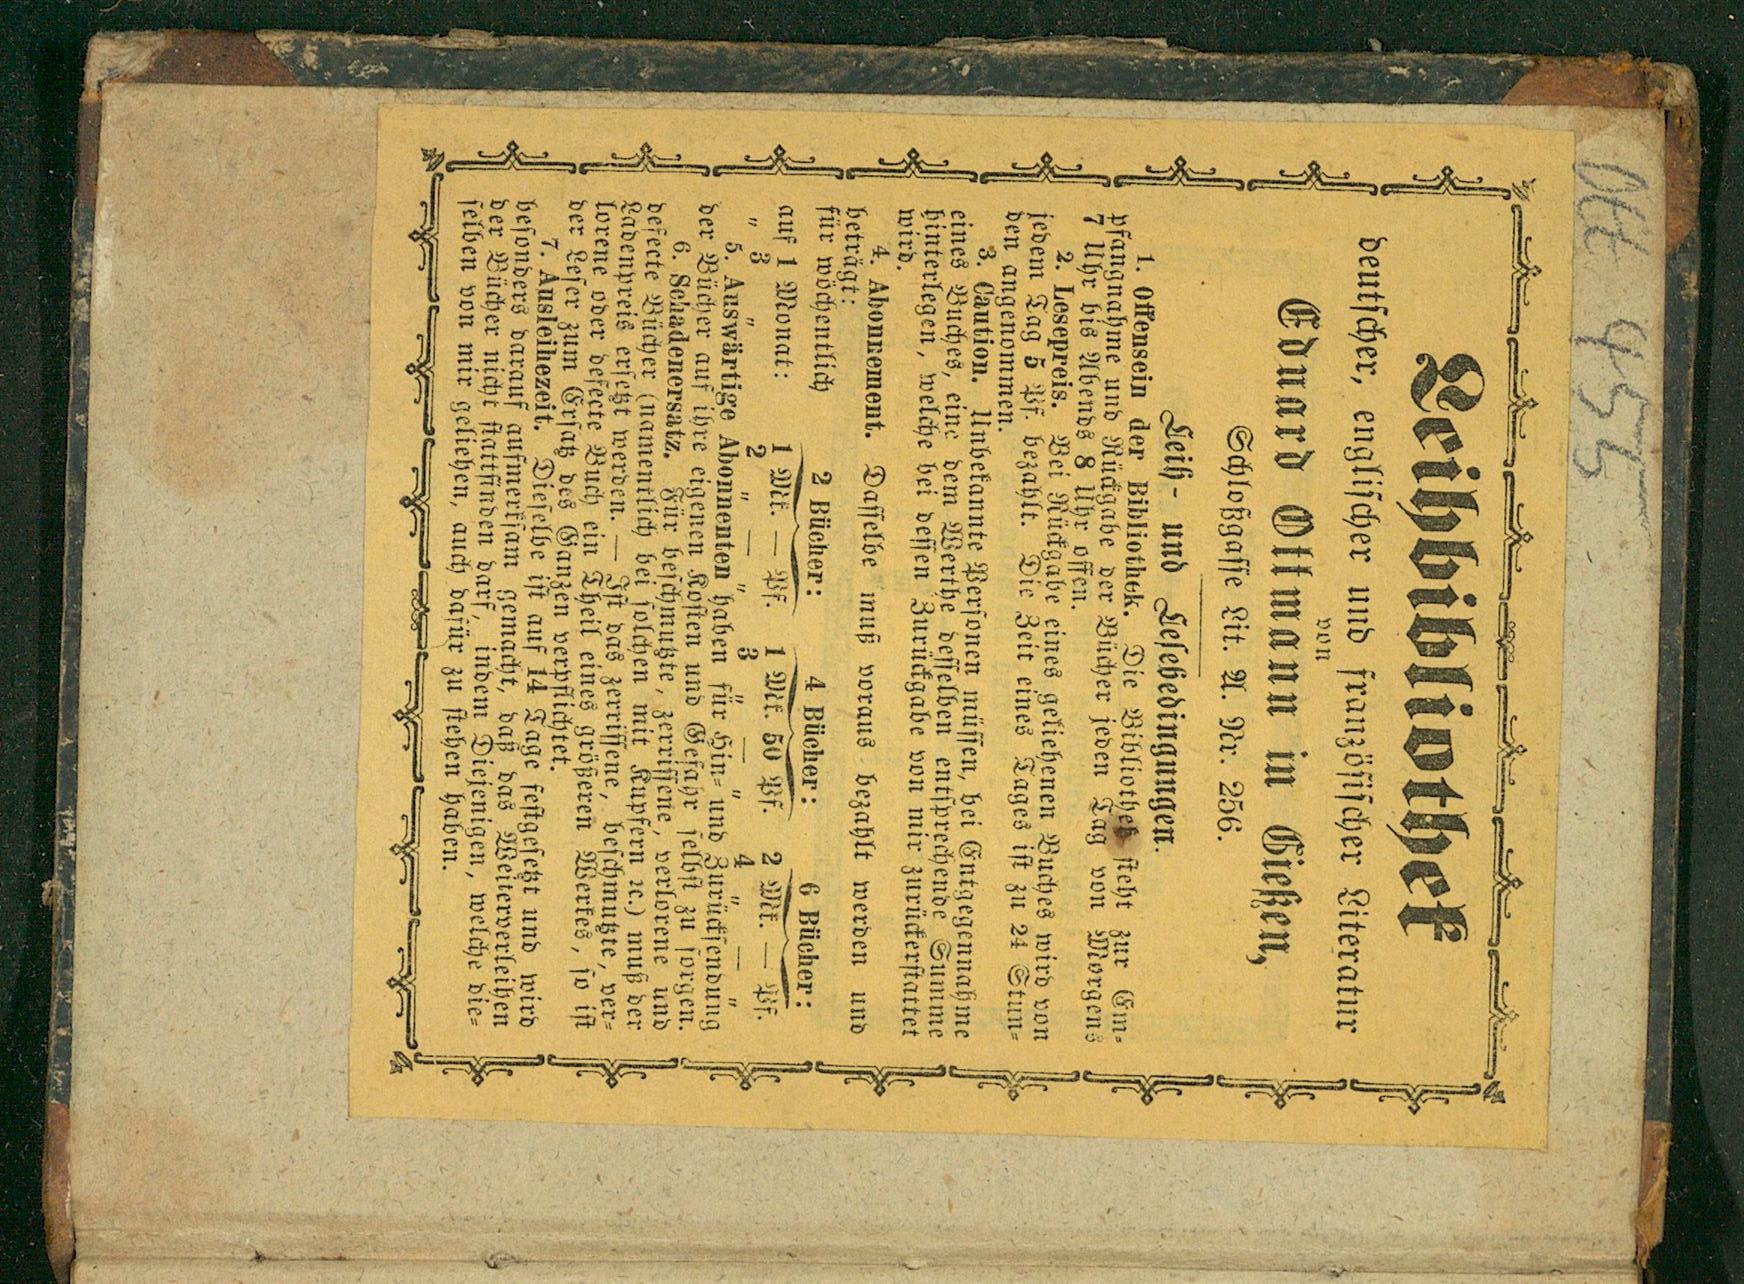 Ott 455
Leihbibliothek
deutscher, englischer und französischer Literatur
von
Eduard Ottmann in Gießen,
Schloßgasse Lit. A. Nr. 256.
Leih- und Lesebedingungen.
1. Offensein der Bibliothek. Die Bibliothek steht zur Em-
pfangnahme und Rückgabe der Bücher jeden Tag von Morgens
7 Uhr bis Abends 8 Uhr offen.
2. Lesepreis. Bei Rückgabe eines geliehenen Buches wird von
jedem Tag 5 Pf. bezahlt. Die Zeit eines Tages ist zu 24 Stun-
den angenommen.
3. Caution. Unbekannte Personen müssen, bei Entgegennahme
eines Buches, eine dem Werthe desselben entsprechende Summe
hinterlegen, welche bei dessen Zurückgabe von mir zurückerstattet
wird.
4. Abonnement. Dasselbe muß voraus bezahlt werden und
beträgt:
für wöchentlich 2 Bücher: 4 Bücher: 6 Bücher:
auf 1 Monat: 1 Mk. — Pf. 1 Mk. 50 Pf. 2 Mk. — Pf.
" 3 " 2 " — " 3 " — " 4 " — "
5. Auswärtige Abonnenten haben für Hin- und Zurücksendung
der Bücher auf ihre eigenen Kosten und Gefahr selbst zu sorgen.
6. Schadenersatz. Für beschmutzte, zerrissene, verlorene und
defecte Bücher (namentlich bei solchen mit Kupfern ꝛc.) muß der
Ladenpreis ersetzt werden. — Ist das zerrissene, beschmutzte, ver-
lorene oder defecte Buch ein Theil eines größeren Werkes, so ist
der Leser zum Ersatz des Ganzen verpflichtet.
7. Ausleihezeit. Dieselbe ist auf 14 Tage festgesetzt und wird
besonders darauf aufmerksam gemacht, daß das Weiterverleihen
der Bücher nicht stattfinden darf, indem Diejenigen, welche die-
selben von mir geliehen, auch dafür zu stehen haben.